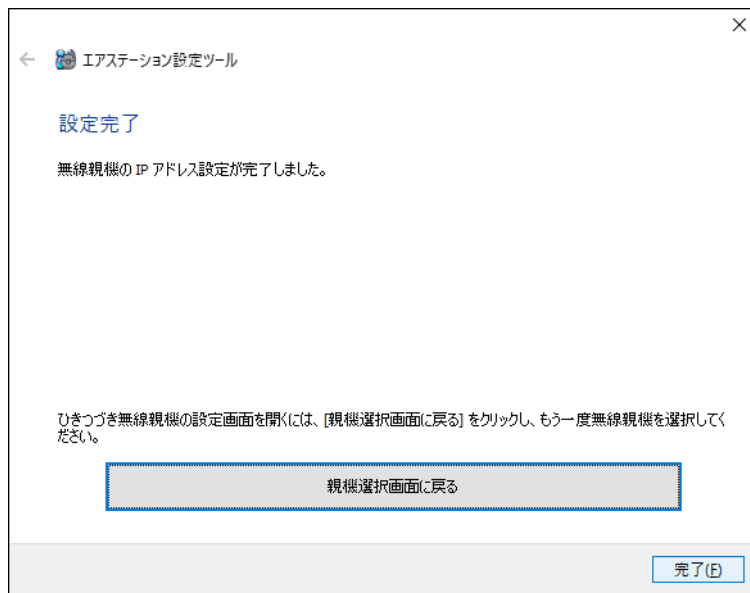 エアステーション設定ツール
設定完了
無線親機の IP アドレス設定が完了しました。
ひきつづき無線親機の設定画面を開くには、[親機選択画面に戻る] をクリックし、もう一度無線親機を選択してく
ださい。
親機選択画面に戻る
完了(F)